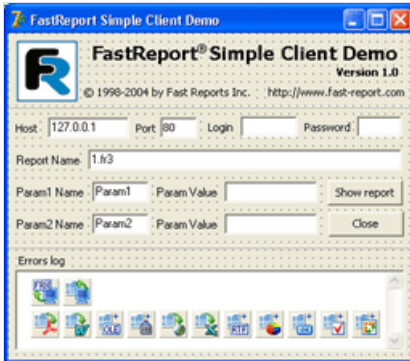 FastReport Simple Client Demo
FastReport® Simple Client Demo
Version 1.0
© 1998-2004 by Fast Reports Inc. http://www.fast-report.com
Host 127.0.0.1 Port 80 Login Password
Report Name 1.fr3
Param1 Name Param1 Param Value Show report
Param2 Name Param2 Param Value Close
Errors log
OLE RTF